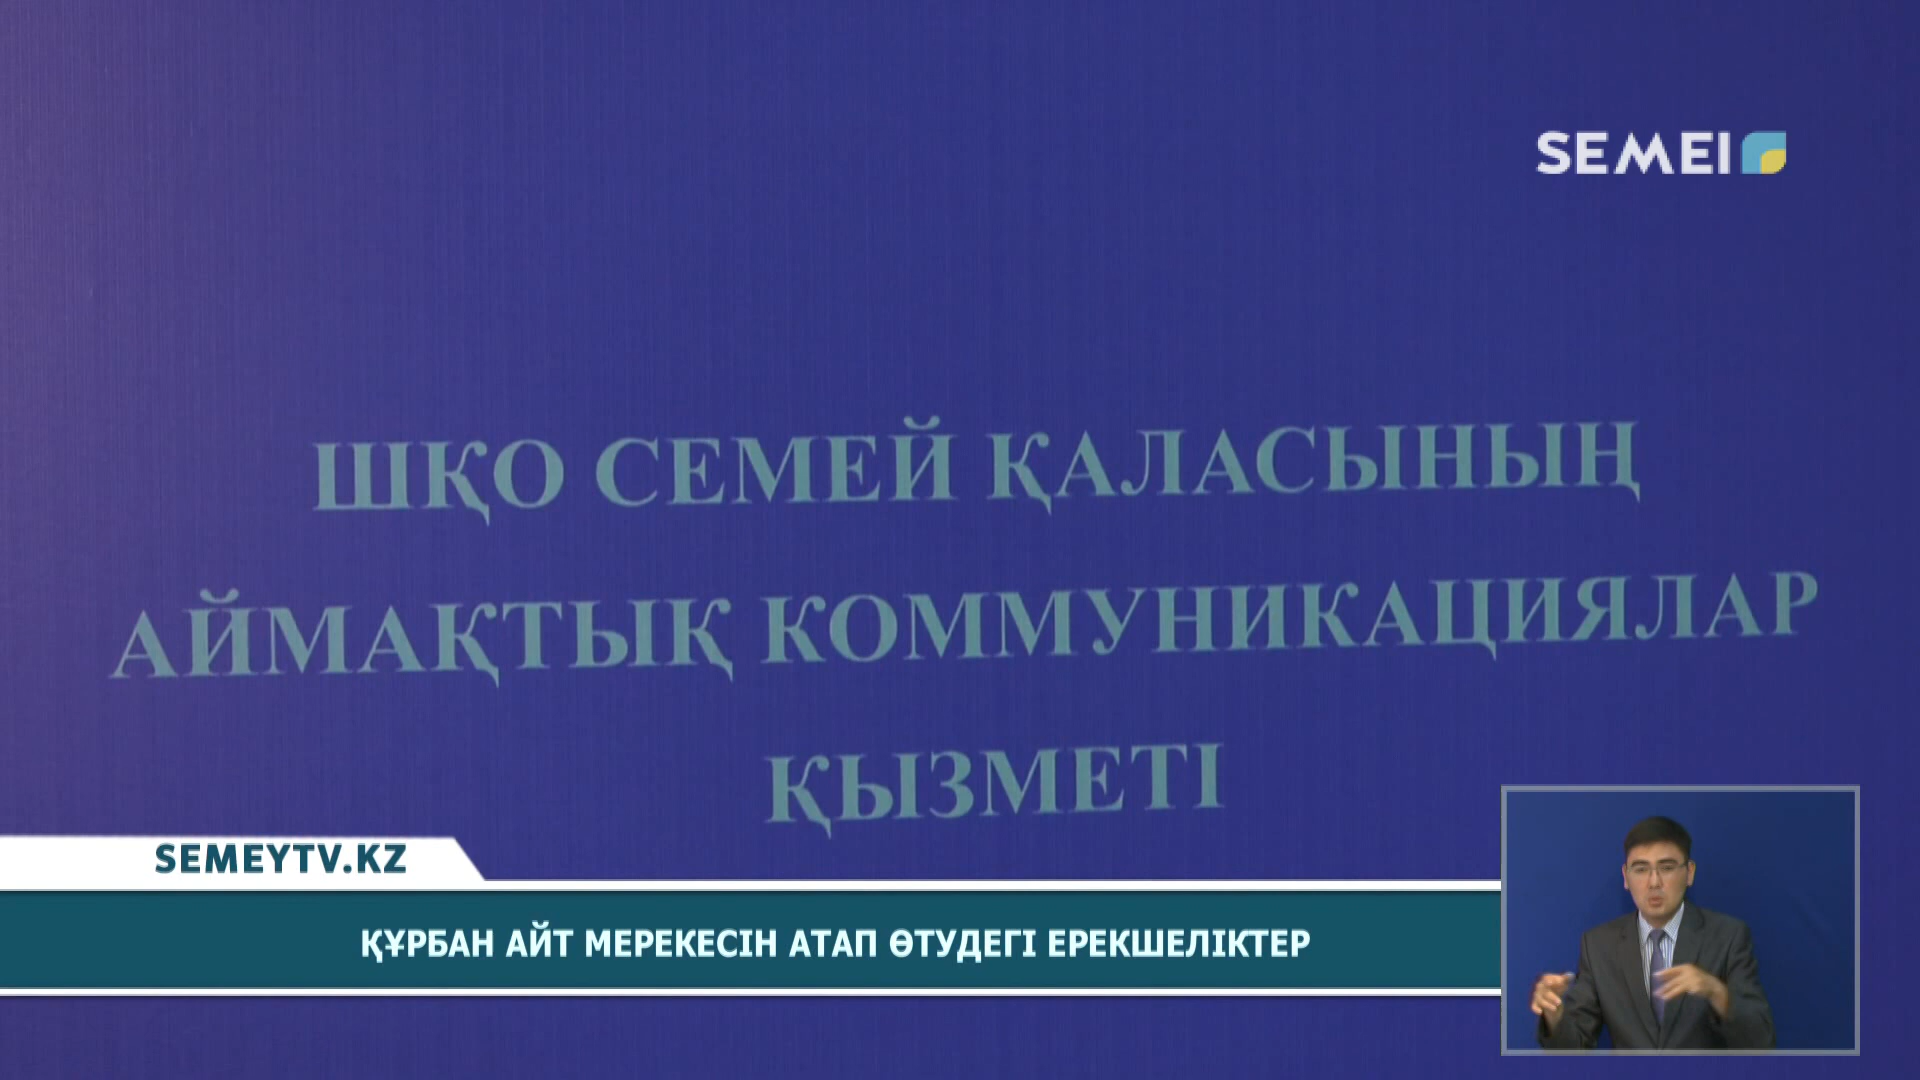 SEMEI
ШҚО СЕМЕЙ ҚАЛАСЫНЫҢ
АЙМАҚТЫҚ КОММУНИКАЦИЯЛАР
ҚЫЗМЕТІ
SEMEYTV.KZ
ҚҰРБАН АЙТ МЕРЕКЕСІН АТАП ӨТУДЕГІ ЕРЕКШЕЛІКТЕР